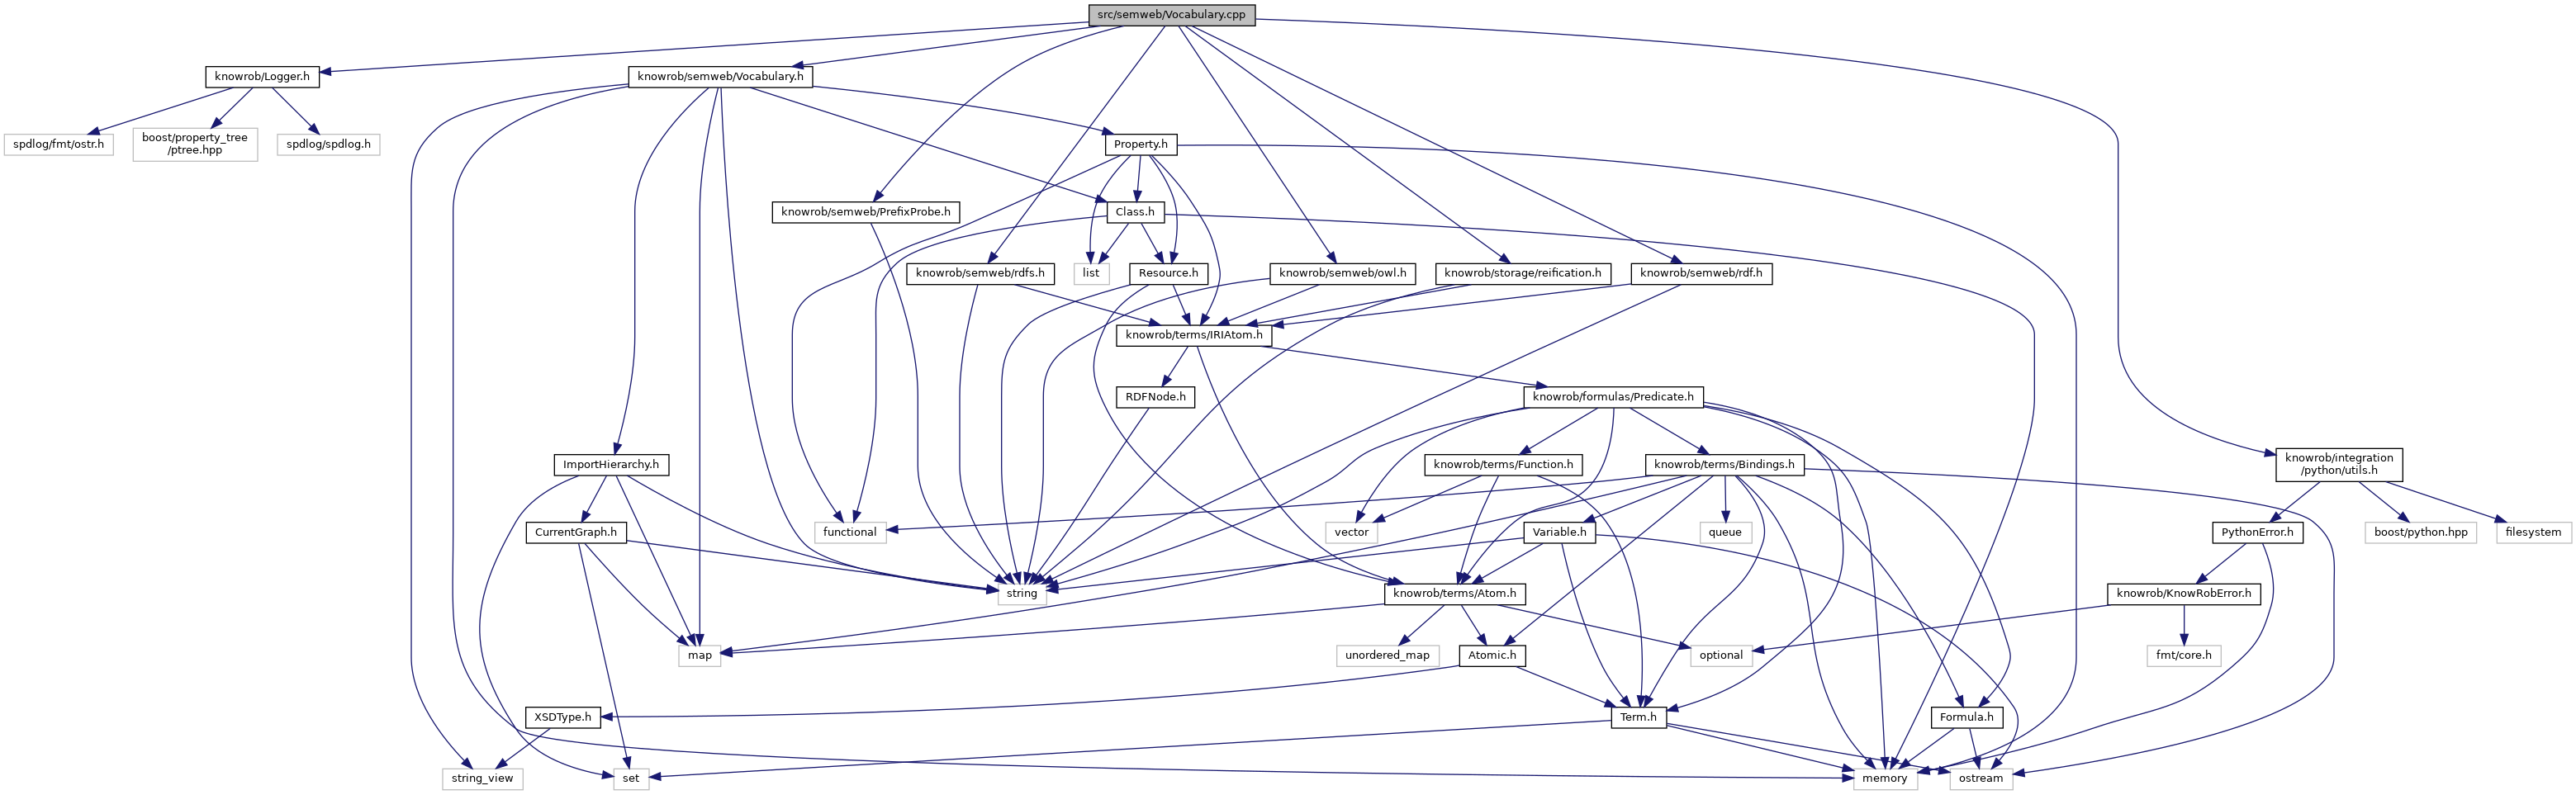 src/semweb/Vocabulary.cpp
knowrob/Logger.h
knowrob/semweb/Vocabulary.h
spdlog/fmt/ostr.h
boost/property_tree
/ptree.hpp
spdlog/spdlog.h
Property.h
knowrob/semweb/PrefixProbe.h
Class.h
knowrob/semweb/rdfs.h
list
Resource.h
knowrob/semweb/owl.h
knowrob/storage/reification.h
knowrob/semweb/rdf.h
knowrob/terms/IRIAtom.h
RDFNode.h
knowrob/formulas/Predicate.h
ImportHierarchy.h
knowrob/terms/Function.h
knowrob/terms/Bindings.h
knowrob/integration
/python/utils.h
CurrentGraph.h
functional
vector
Variable.h
queue
PythonError.h
boost/python.hpp
filesystem
string
knowrob/terms/Atom.h
knowrob/KnowRobError.h
map
unordered_map
Atomic.h
optional
fmt/core.h
XSDType.h
Term.h
Formula.h
string_view
set
memory
ostream